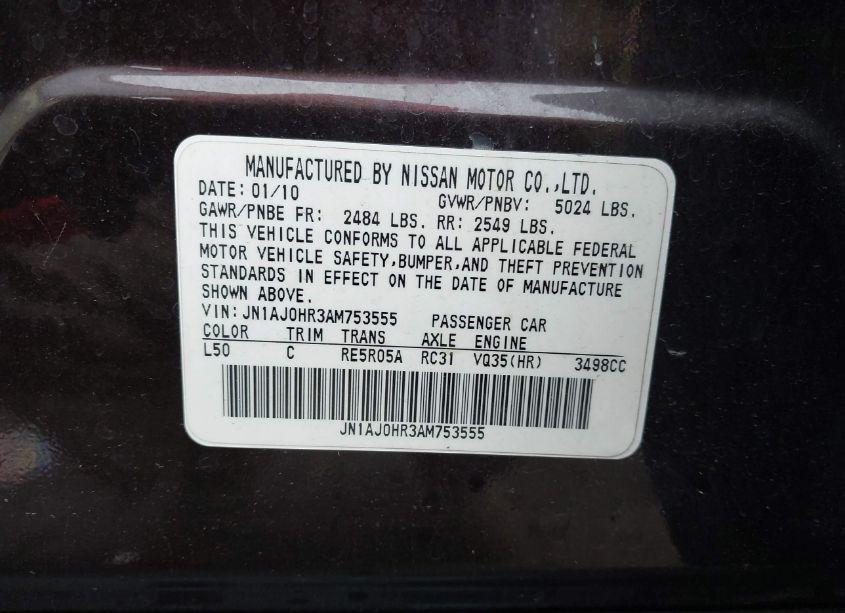 MANUFACTURED BY NISSAN MOTOR CO.,LTD.
DATE: 01/10 GVWR/PNBV: 5024 LBS.
GAWR/PNBE FR: 2484 LBS. RR: 2549 LBS.
THIS VEHICLE CONFORMS TO ALL APPLICABLE FEDERAL
MOTOR VEHICLE SAFETY,BUMPER,AND THEFT PREVENTION
STANDARDS IN EFFECT ON THE DATE OF MANUFACTURE
SHOWN ABOVE.
VIN: JN1AJ0HR3AM753555 PASSENGER CAR
COLOR TRIM TRANS AXLE ENGINE
L50 C RE5R05A RC31 VQ35(HR) 3498CC
JN1AJ0HR3AM753555